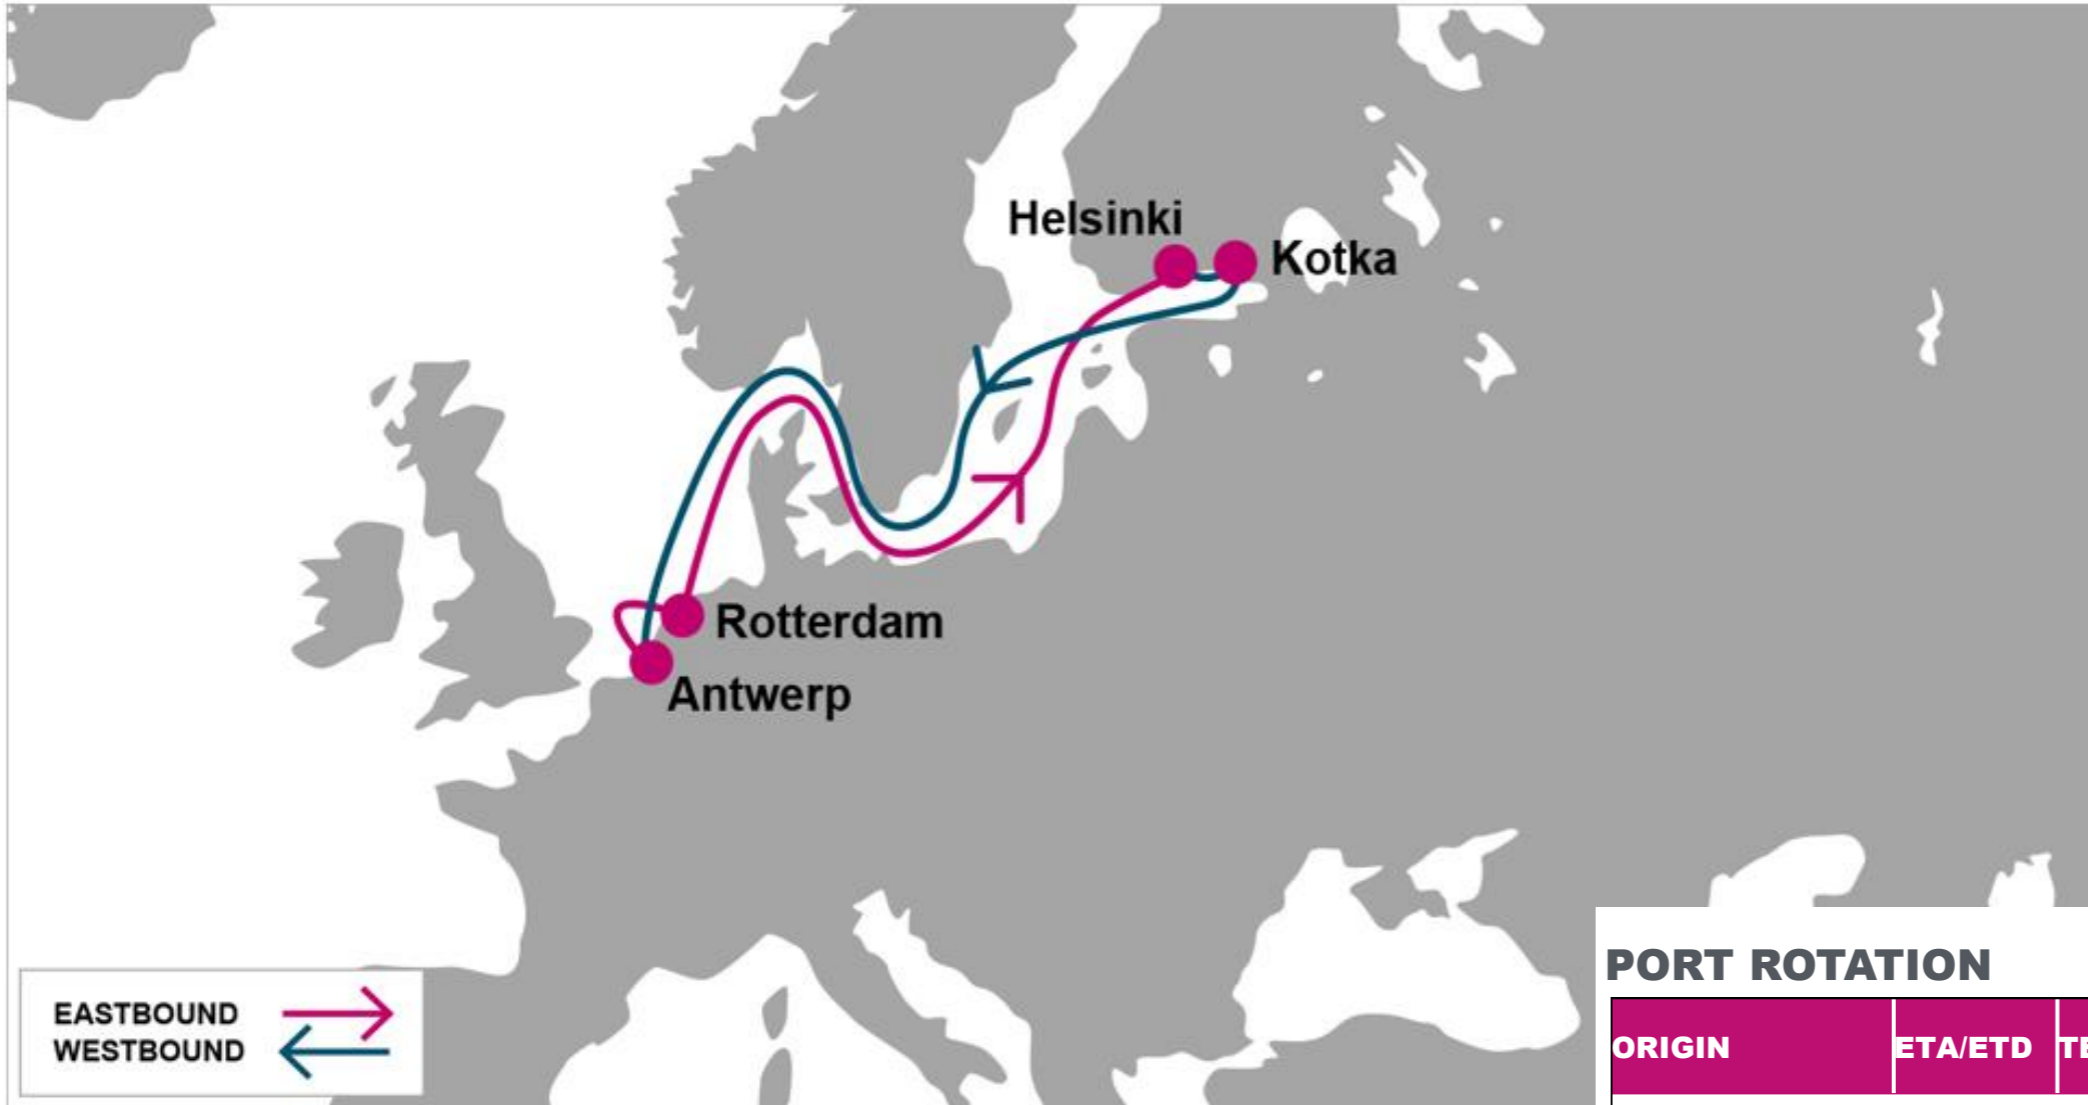 Helsinki
Kotka
Rotterdam
Antwerp
EASTBOUND
WESTBOUND
PORT ROTATION
ORIGIN ETA/ETD